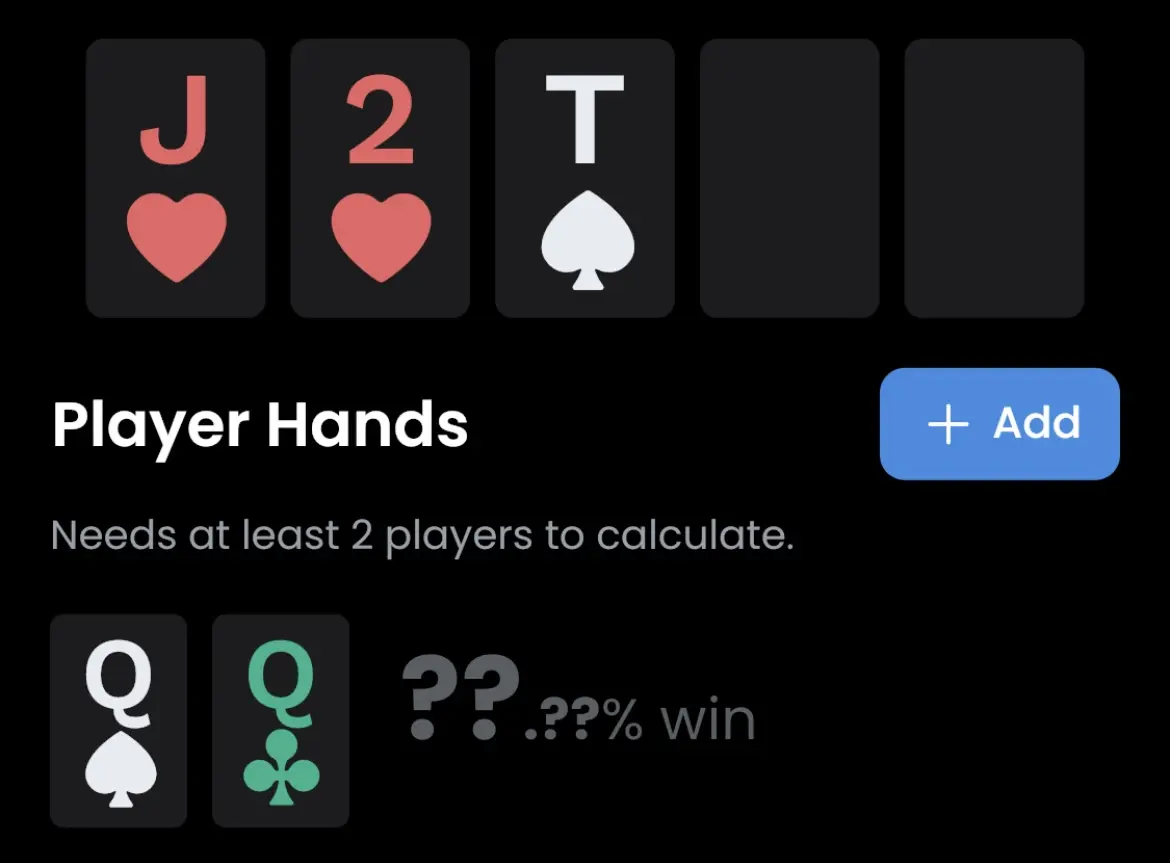 J 2 T
Player Hands
+ Add
Needs at least 2 players to calculate.
Q Q ??.??% win